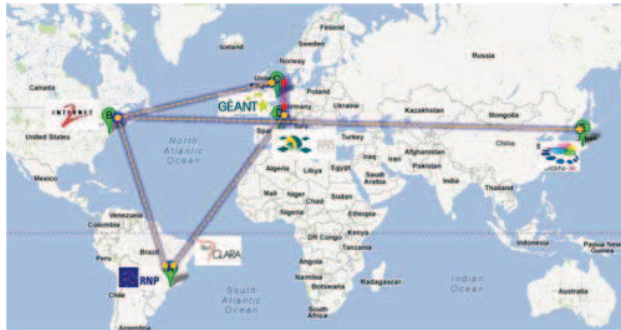 Finland
Iceland
Sweden
Russia
Norway
Canada
Poland
GÉANT
Germany
Ukraine
INTERNET
Kazakhstan
Mongolia
United States
North
Atlantic
Ocean
Italy
Turkey
China
Afghanistan
Iraq
Iran
Pakistan
Algeria
Libya
Egypt
Saudi
Arabia
Mexico
India
Mali
Niger
Chad
Sudan
Thailand
Nigeria
Ethiopia
Venezuela
Colombia
Kenya
DR Congo
Tanzania
Indonesia
Papua New
Guinea
Brazil
CLARA
Peru
Angola
RNP
Namibia
Botswana
Madagascar
Indian
Ocean
Australia
Chile
South
Atlantic
Ocean
South
Africa
Argentina